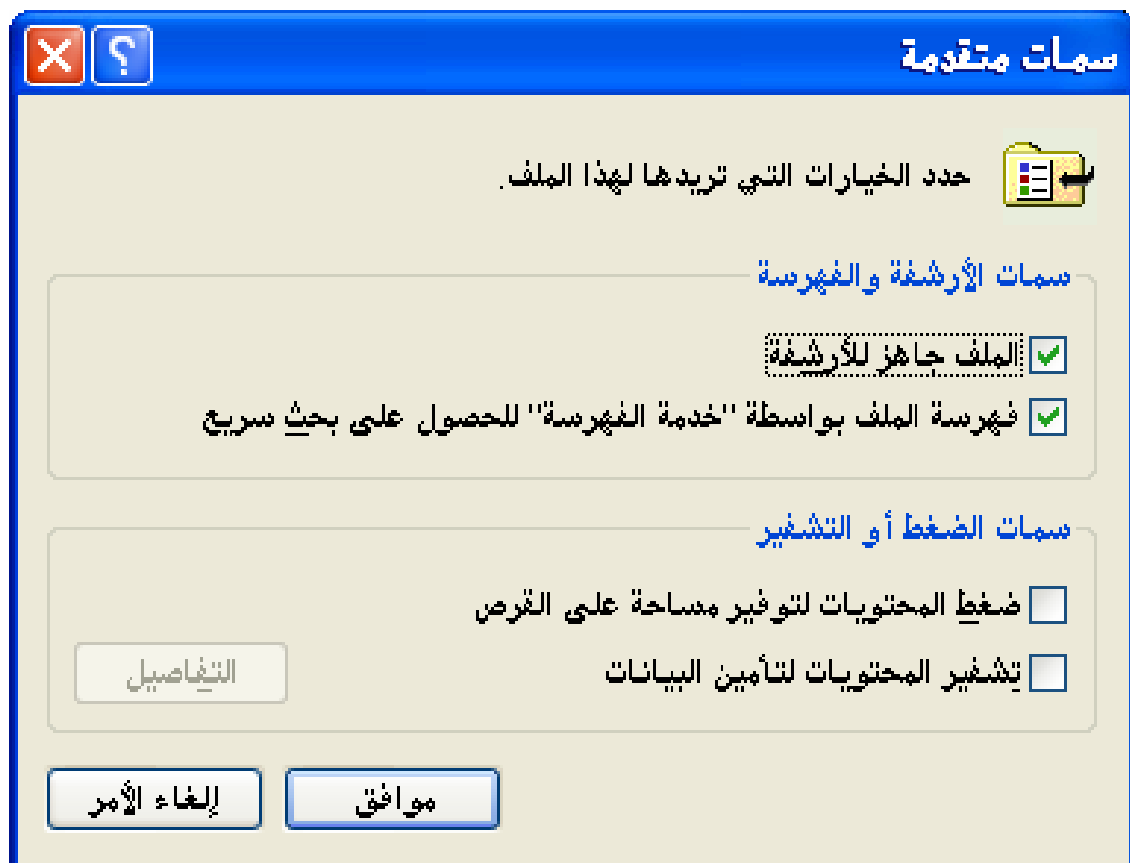 سمات متقدمة
حدد الخيارات التي تريدها لهذا الملف.
سمات الأرشفة والفهرسة
الملف جاهز للأرشفة
فهرسة الملف بواسطة "خدمة الفهرسة" للحصول على بحث سريع
سمات الضغط أو التشفير
ضغط المحتويات لتوفير مساحة على القرص
تشفير المحتويات لتأمين البيانات
التفاصيل
موافق
إلغاء الأمر